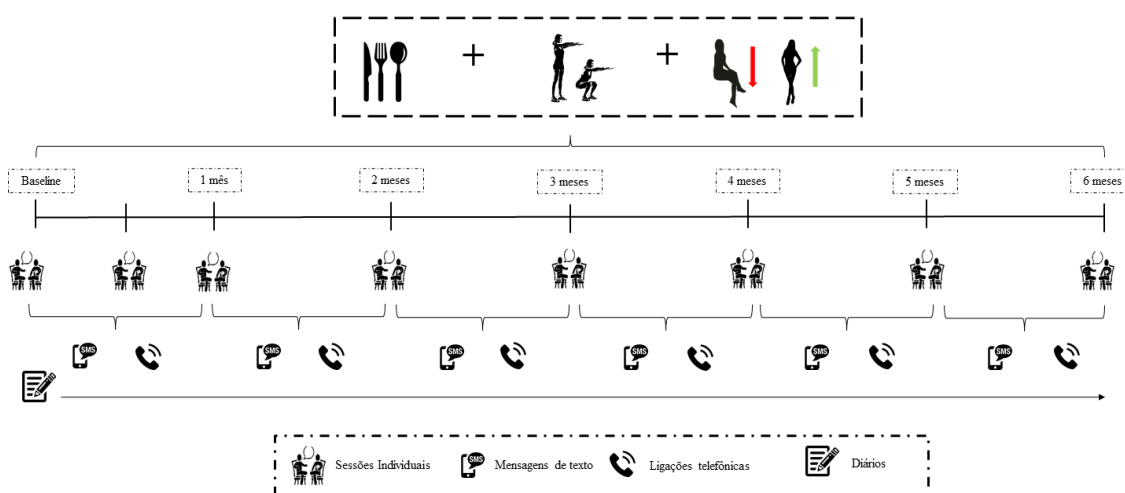 + +
Baseline 1 mês 2 meses 3 meses 4 meses 5 meses 6 meses
SMS SMS SMS SMS SMS SMS
Sessões Individuais SMS Mensagens de texto Ligações telefônicas Diários